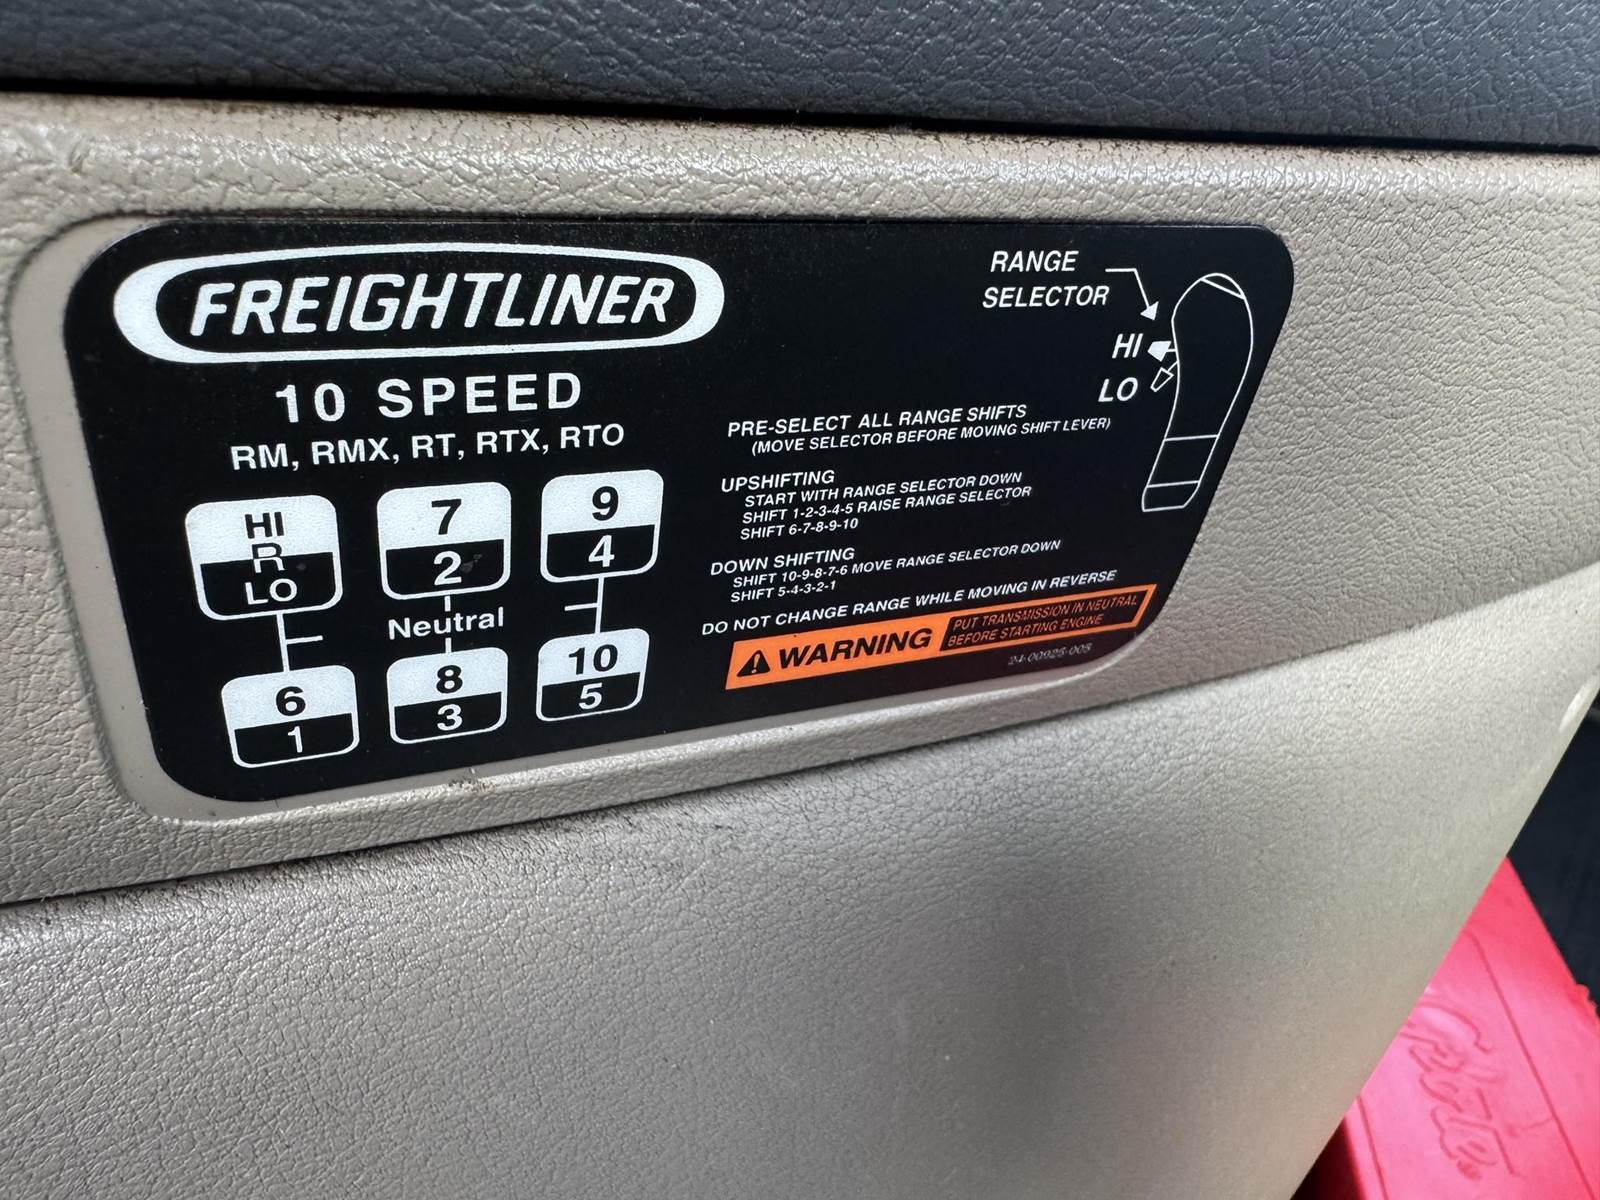 FREIGHTLINER
10 SPEED
RM, RMX, RT, RTX, RTO
HI
R
LO
7
2
9
4
Neutral
6
1
8
3
10
5
RANGE
SELECTOR
HI
LO
PRE-SELECT ALL RANGE SHIFTS
(MOVE SELECTOR BEFORE MOVING SHIFT LEVER)
UPSHIFTING
START WITH RANGE SELECTOR DOWN
SHIFT 1-2-3-4-5 RAISE RANGE SELECTOR
SHIFT 6-7-8-9-10
DOWN SHIFTING
SHIFT 10-9-8-7-6 MOVE RANGE SELECTOR DOWN
SHIFT 5-4-3-2-1
DO NOT CHANGE RANGE WHILE MOVING IN REVERSE
WARNING
PUT TRANSMISSION IN NEUTRAL
BEFORE STARTING ENGINE
24-00925-005